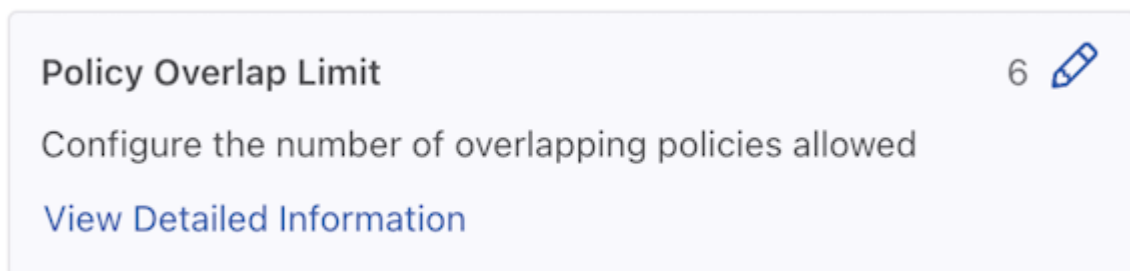 Policy Overlap Limit 6
Configure the number of overlapping policies allowed
View Detailed Information